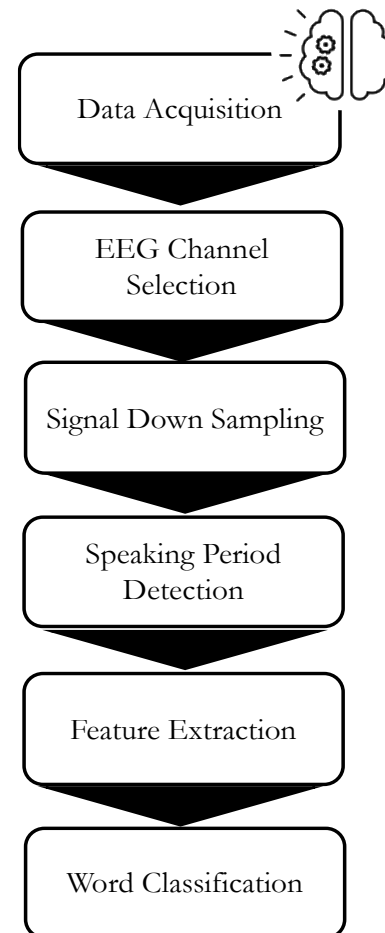 Data Acquisition
EEG Channel
Selection
Signal Down Sampling
Speaking Period
Detection
Feature Extraction
Word Classification